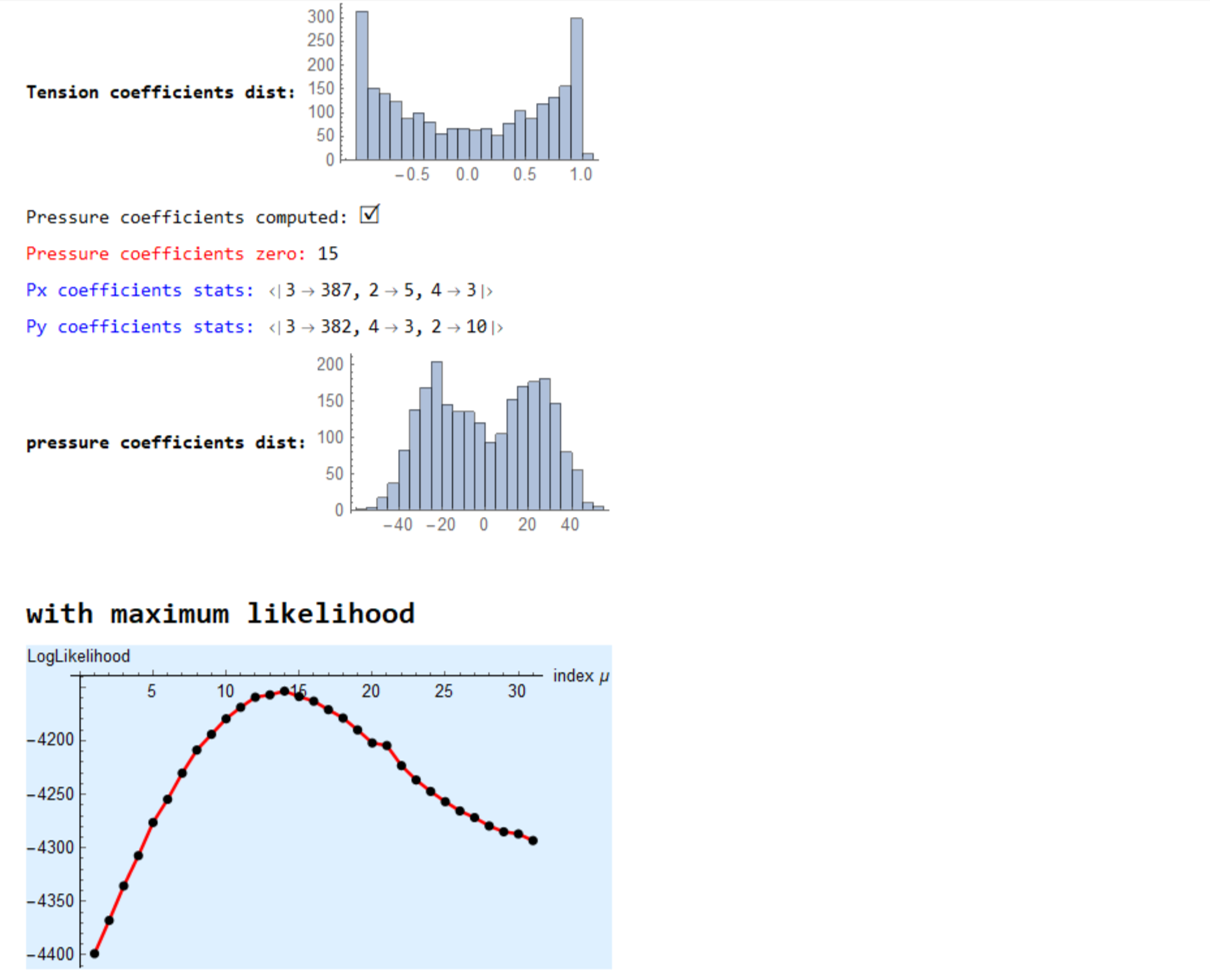 300
250
200
150
100
50
0
Tension coefficients dist:
−0.5 0.0 0.5 1.0
Pressure coefficients computed: ☑
Pressure coefficients zero: 15
Px coefficients stats: <|3 → 387, 2 → 5, 4 → 3|>
Py coefficients stats: <|3 → 382, 4 → 3, 2 → 10|>
200
150
100
50
0
pressure coefficients dist:
−40 −20 0 20 40
with maximum likelihood
LogLikelihood
index μ
5 10 15 20 25 30
−4200
−4250
−4300
−4350
−4400